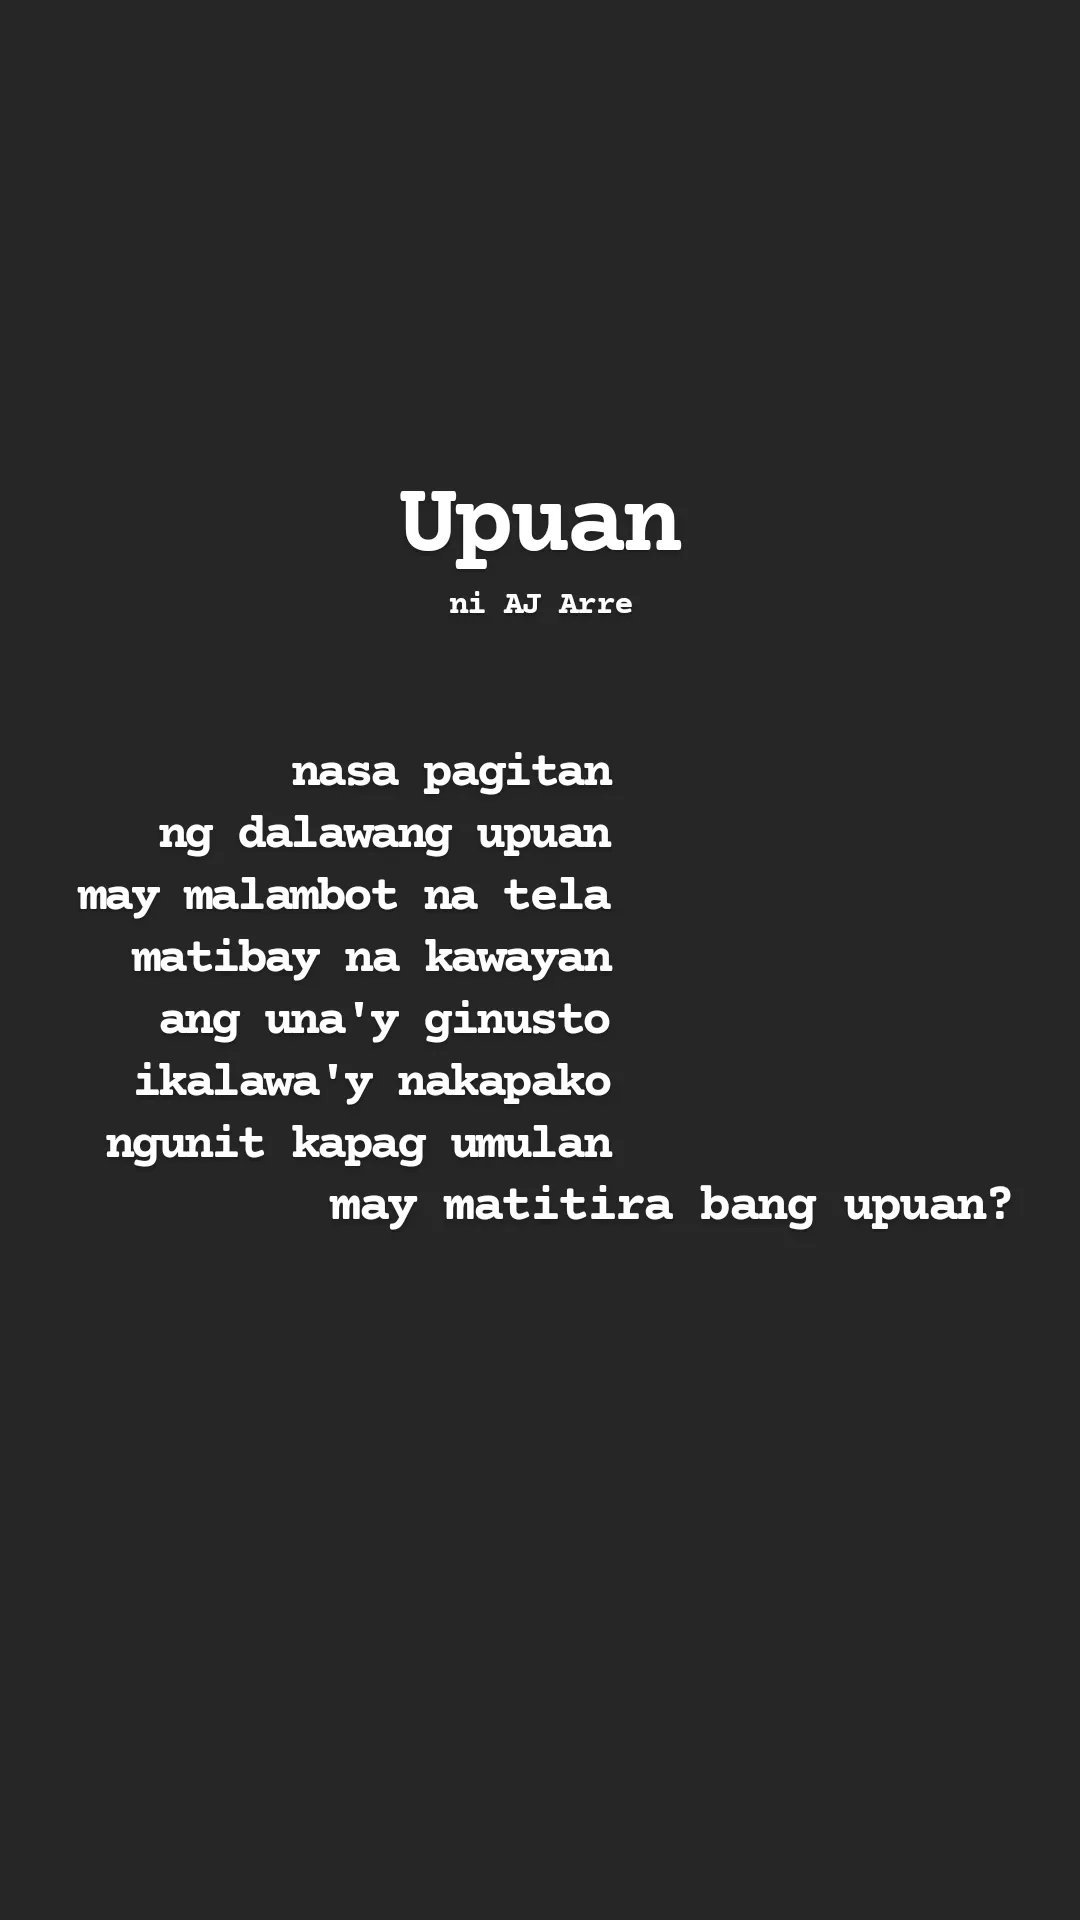 Upuan
ni AJ Arre
nasa pagitan
ng dalawang upuan
may malambot na tela
matibay na kawayan
ang una'y ginusto
ikalawa'y nakapako
ngunit kapag umulan
may matitira bang upuan?